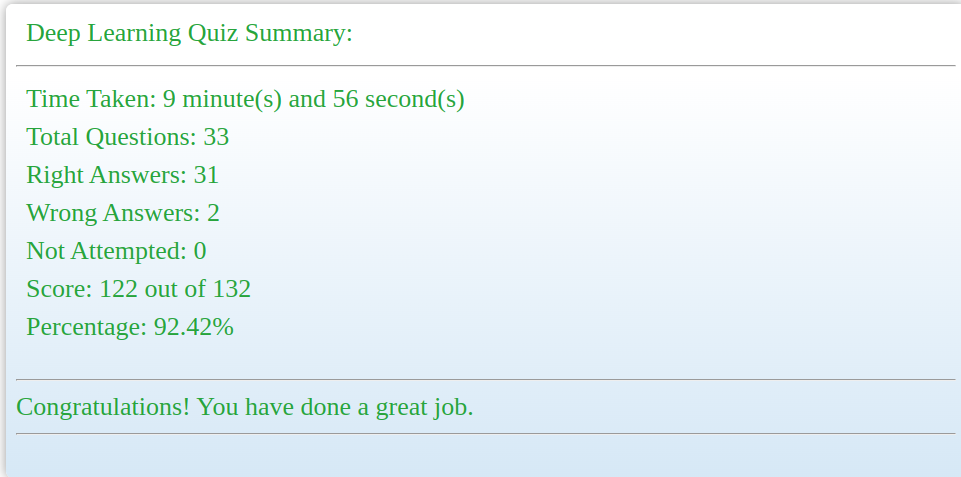 Deep Learning Quiz Summary:
Time Taken: 9 minute(s) and 56 second(s)
Total Questions: 33
Right Answers: 31
Wrong Answers: 2
Not Attempted: 0
Score: 122 out of 132
Percentage: 92.42%
Congratulations! You have done a great job.